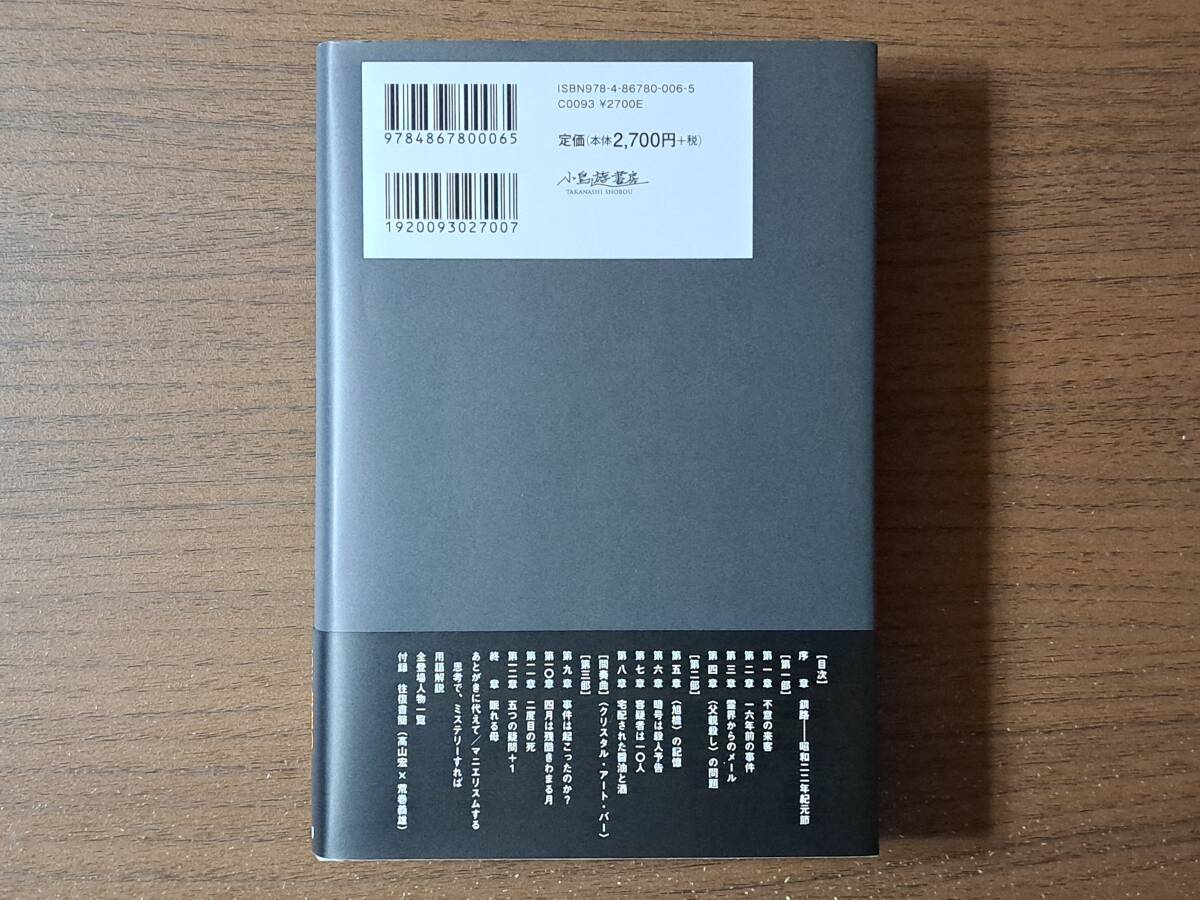 ISBN978-4-86780-006-5
C0093 ¥2700E
9784867800065
定価(本体2,700円+税)
小鳥遊書房
TAKANASHI SHOBOU
1920093027007
【目次】
序 章 釧路――昭和二二年紀元節
【第一部】
第一章 不意の来客
第二章 一六年前の事件
第三章 霊界からのメール
第四章 〈父親殺し〉の問題
【第二部】
第五章 〈旭橋〉の記憶
第六章 暗号は殺人予告
第七章 容疑者は一〇人
第八章 宅配された醤油と酒
【間奏曲】〈クリスタル・アート・バー〉
【第三部】
第九章 事件は起こったのか?
第一〇章 四月は残酷きわまる月
第一一章 二度目の死
第一二章 五つの疑問+1
終 章 眠れる母
あとがきに代えて/マニエリスムする
思考で、ミステリーすれば
用語解説
全登場人物一覧
付録 往復書簡(高山宏×荒巻義雄)